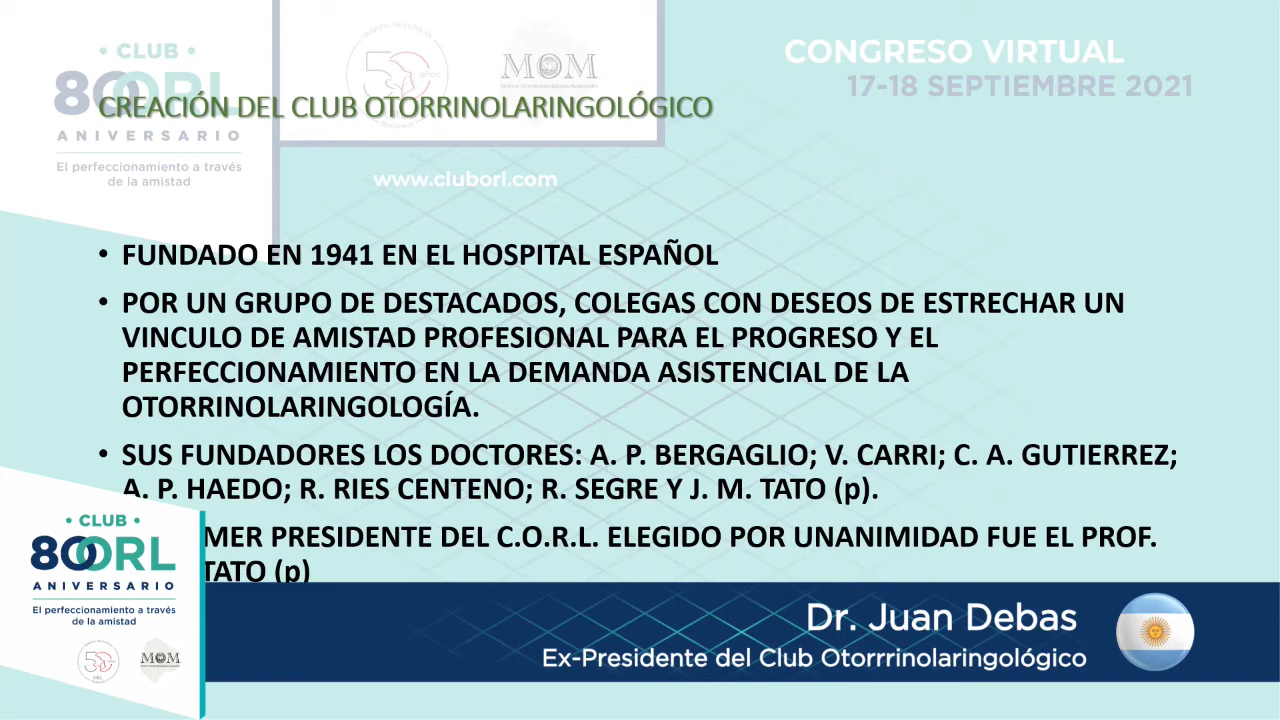 • CLUB •
80 ORL
ANIVERSARIO
El perfeccionamiento a través
de la amistad
50 años
MOM
CONGRESO VIRTUAL
17-18 SEPTIEMBRE 2021
CREACIÓN DEL CLUB OTORRINOLARINGOLÓGICO
www.cluborl.com
• FUNDADO EN 1941 EN EL HOSPITAL ESPAÑOL
• POR UN GRUPO DE DESTACADOS, COLEGAS CON DESEOS DE ESTRECHAR UN
VINCULO DE AMISTAD PROFESIONAL PARA EL PROGRESO Y EL
PERFECCIONAMIENTO EN LA DEMANDA ASISTENCIAL DE LA
OTORRINOLARINGOLOGÍA.
• SUS FUNDADORES LOS DOCTORES: A. P. BERGAGLIO; V. CARRI; C. A. GUTIERREZ;
A. P. HAEDO; R. RIES CENTENO; R. SEGRE Y J. M. TATO (p).
MER PRESIDENTE DEL C.O.R.L. ELEGIDO POR UNANIMIDAD FUE EL PROF.
TATO (p)
• CLUB •
80 ORL
ANIVERSARIO
El perfeccionamiento a través
de la amistad
50
MOM
Dr. Juan Debas
Ex-Presidente del Club Otorrrinolaringológico